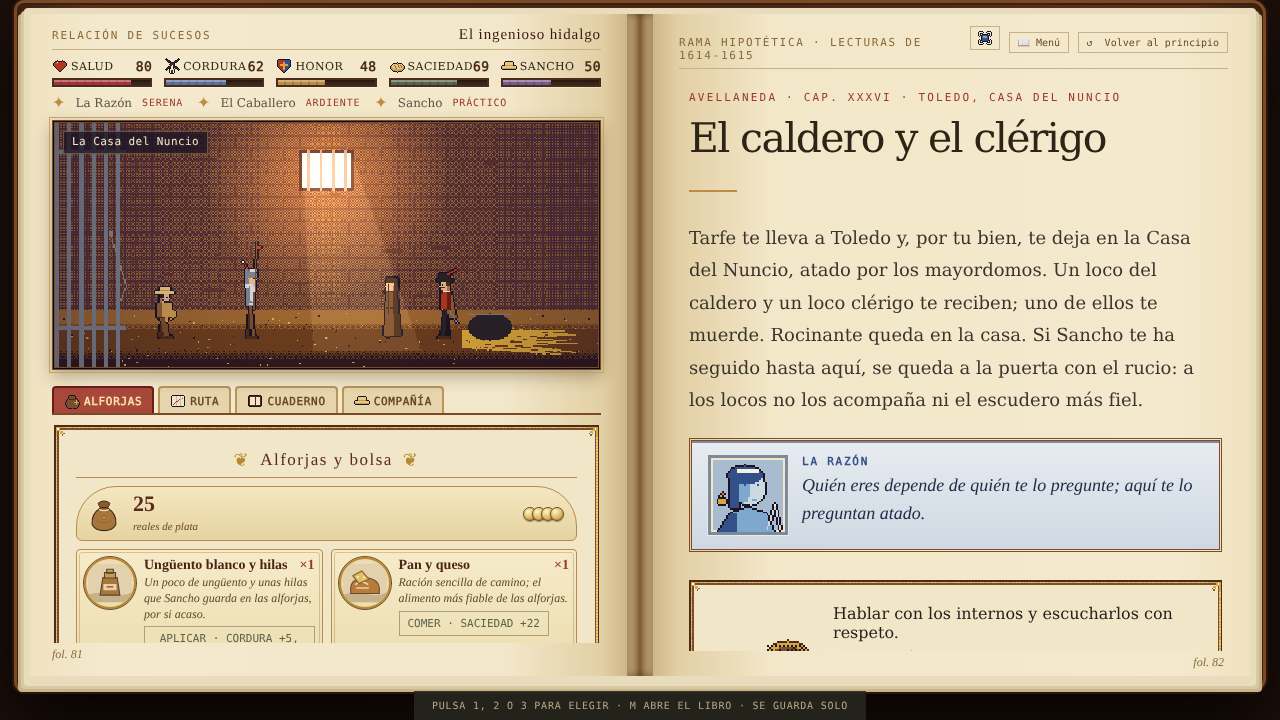 RELACIÓN DE SUCESOS
El ingenioso hidalgo
SALUD 80
CORDURA 62
HONOR 48
SACIEDAD 69
SANCHO 50
La Razón SERENA
El Caballero ARDIENTE
Sancho PRÁCTICO
La Casa del Nuncio
ALFORJAS
RUTA
CUADERNO
COMPAÑÍA
Alforjas y bolsa
25
reales de plata
Ungüento blanco y hilas ×1
Un poco de ungüento y unas hilas
que Sancho guarda en las alforjas,
por si acaso.
APLICAR · CORDURA +5,
Pan y queso ×1
Ración sencilla de camino; el
alimento más fiable de las alforjas.
COMER · SACIEDAD +22
fol. 81
RAMA HIPOTÉTICA · LECTURAS DE
1614-1615
Menú
↺ Volver al principio
AVELLANEDA · CAP. XXXVI · TOLEDO, CASA DEL NUNCIO
El caldero y el clérigo
Tarfe te lleva a Toledo y, por tu bien, te deja en la Casa
del Nuncio, atado por los mayordomos. Un loco del
caldero y un loco clérigo te reciben; uno de ellos te
muerde. Rocinante queda en la casa. Si Sancho te ha
seguido hasta aquí, se queda a la puerta con el rucio: a
los locos no los acompaña ni el escudero más fiel.
LA RAZÓN
Quién eres depende de quién te lo pregunte; aquí te lo
preguntan atado.
Hablar con los internos y escucharlos con
respeto.
fol. 82
PULSA 1, 2 O 3 PARA ELEGIR · M ABRE EL LIBRO · SE GUARDA SOLO